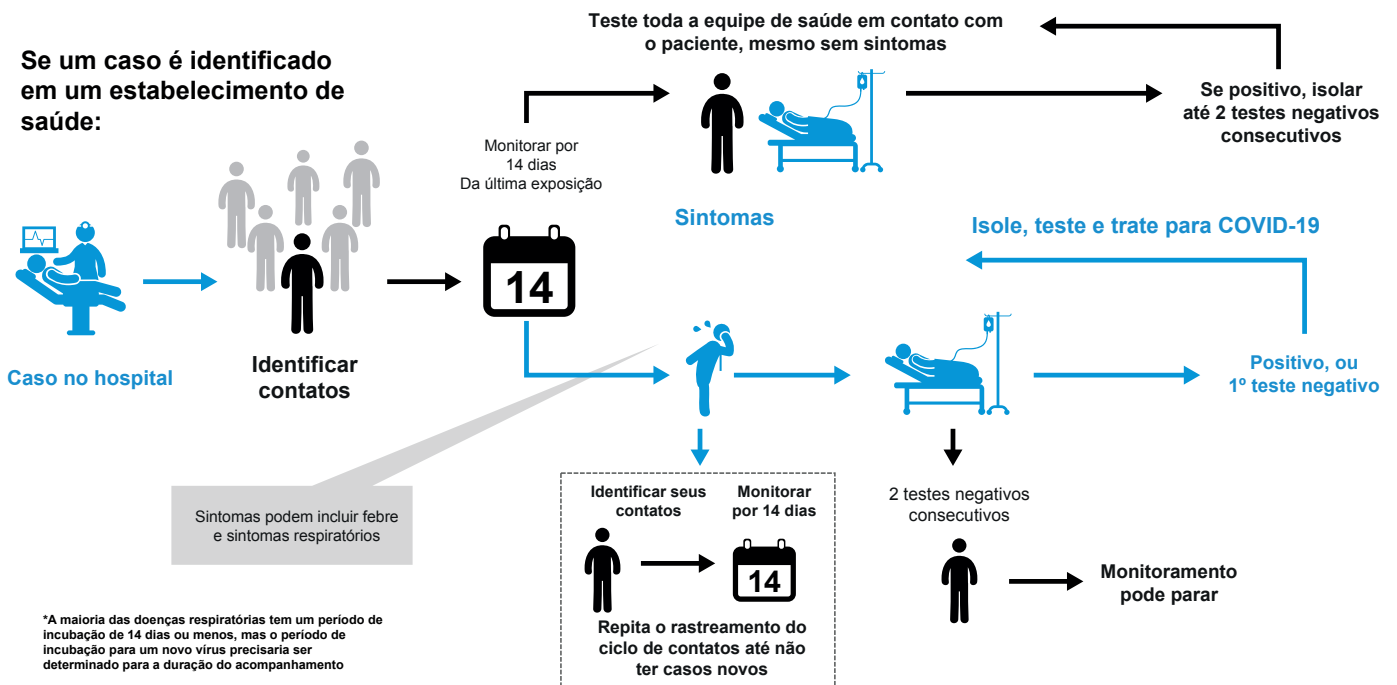 Se um caso é identificado
em um estabelecimento de
saúde:
Teste toda a equipe de saúde em contato com
o paciente, mesmo sem sintomas
Se positivo, isolar
até 2 testes negativos
consecutivos
Monitorar por
14 dias
Da última exposição
Sintomas
Isole, teste e trate para COVID-19
14
Caso no hospital
Identificar
contatos
Positivo, ou
1º teste negativo
Sintomas podem incluir febre
e sintomas respiratórios
Identificar seus
contatos
Monitorar
por 14 dias
14
Repita o rastreamento do
ciclo de contatos até não
ter casos novos
2 testes negativos
consecutivos
Monitoramento
pode parar
*A maioria das doenças respiratórias tem um período de
incubação de 14 dias ou menos, mas o período de
incubação para um novo vírus precisaria ser
determinado para a duração do acompanhamento